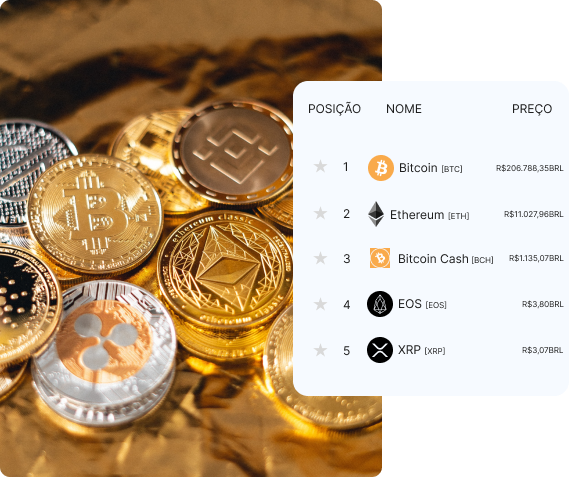 POSIÇÃO NOME PREÇO
1 Bitcoin [BTC] R$206.788,35BRL
2 Ethereum [ETH] R$11.027,96BRL
3 Bitcoin Cash [BCH] R$1.135,07BRL
4 EOS [EOS] R$3,80BRL
5 XRP [XRP] R$3,07BRL
ethereum classic